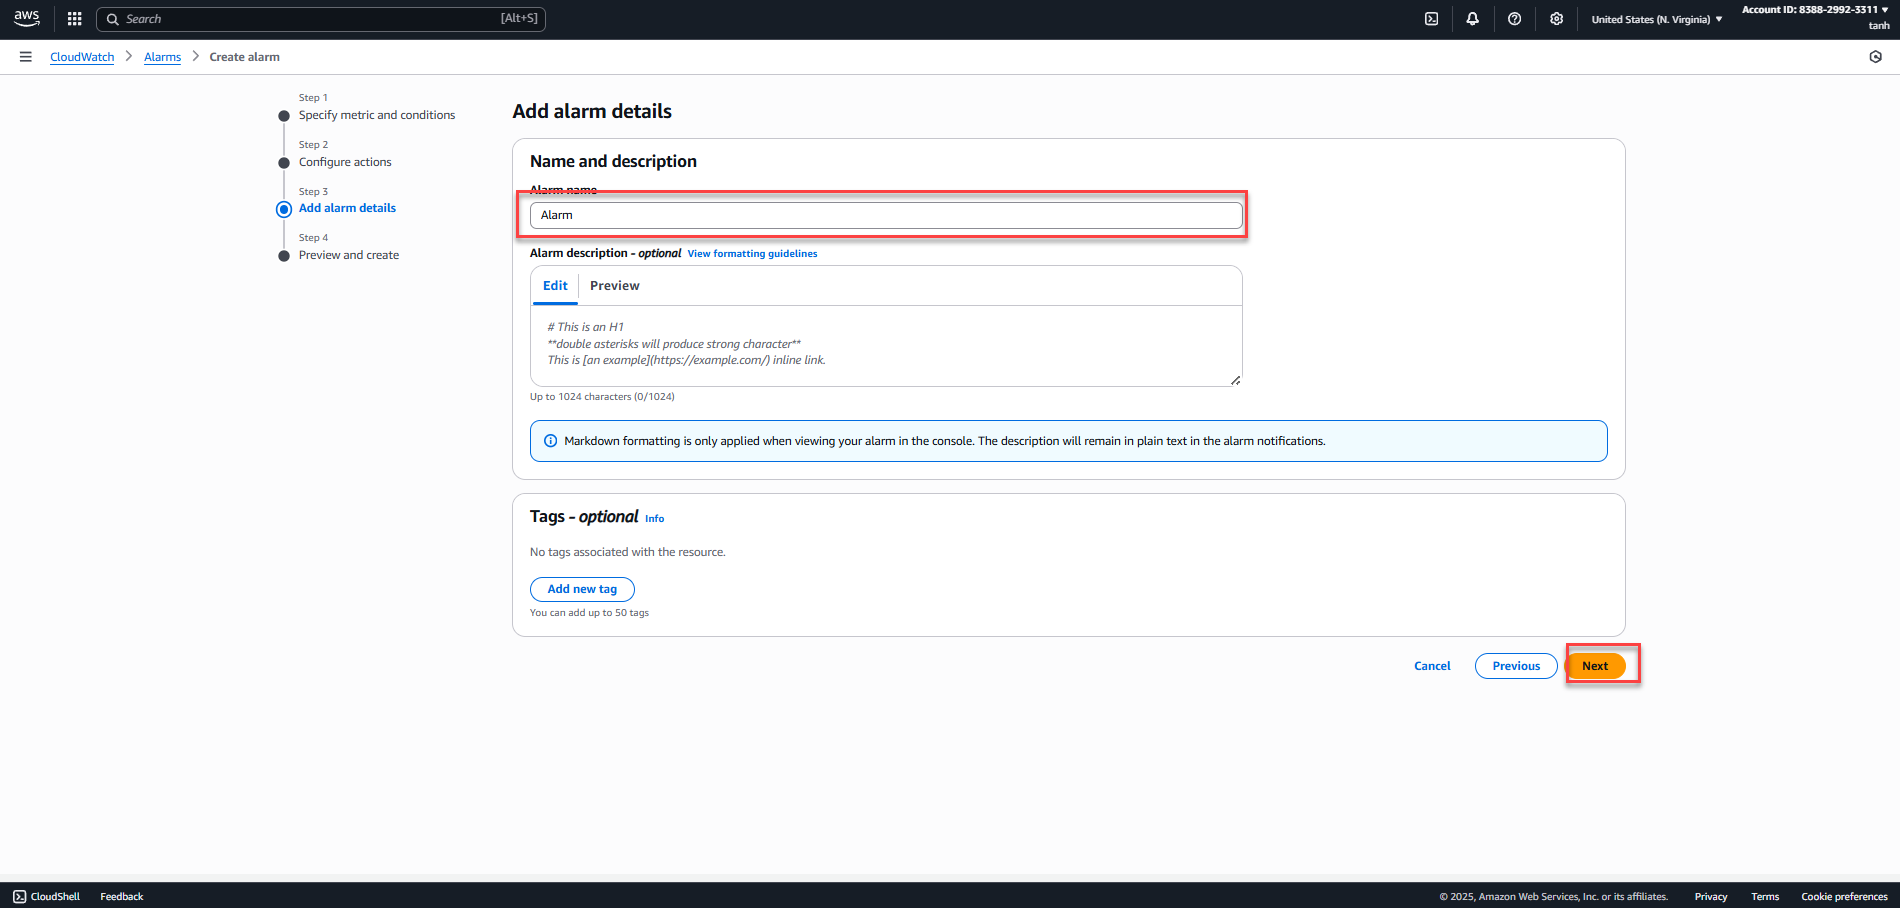 aws
Search
[Alt+S]
United States (N. Virginia) ▼
Account ID: 8388-2992-3311 ▼
tanh
CloudWatch > Alarms > Create alarm
Step 1
Specify metric and conditions
Step 2
Configure actions
Step 3
Add alarm details
Step 4
Preview and create
Add alarm details
Name and description
Alarm name
Alarm
Alarm description - optional View formatting guidelines
Edit
Preview
# This is an H1
**double asterisks will produce strong character**
This is [an example](https://example.com/) inline link.
Up to 1024 characters (0/1024)
Markdown formatting is only applied when viewing your alarm in the console. The description will remain in plain text in the alarm notifications.
Tags - optional Info
No tags associated with the resource.
Add new tag
You can add up to 50 tags
Cancel
Previous
Next
CloudShell
Feedback
© 2025, Amazon Web Services, Inc. or its affiliates.
Privacy
Terms
Cookie preferences